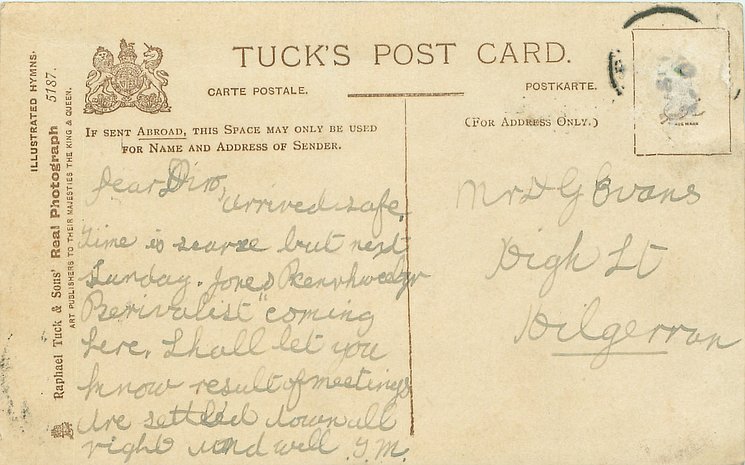 TUCK'S POST CARD.
CARTE POSTALE.
POSTKARTE.
IF SENT ABROAD, THIS SPACE MAY ONLY BE USED
FOR NAME AND ADDRESS OF SENDER.
(FOR ADDRESS ONLY.)
ILLUSTRATED HYMNS.
5187.
Raphael Tuck & Sons' Real Photograph
ART PUBLISHERS TO THEIR MAJESTIES THE KING & QUEEN.
Dear
arrived safe,
time is scarse but next
Sunday. Jones
Revivalist" coming
here. Shall let you
know result of meetings
are settled down all
right and well J.M.
Mr D G Evans
High St
Kilgerran